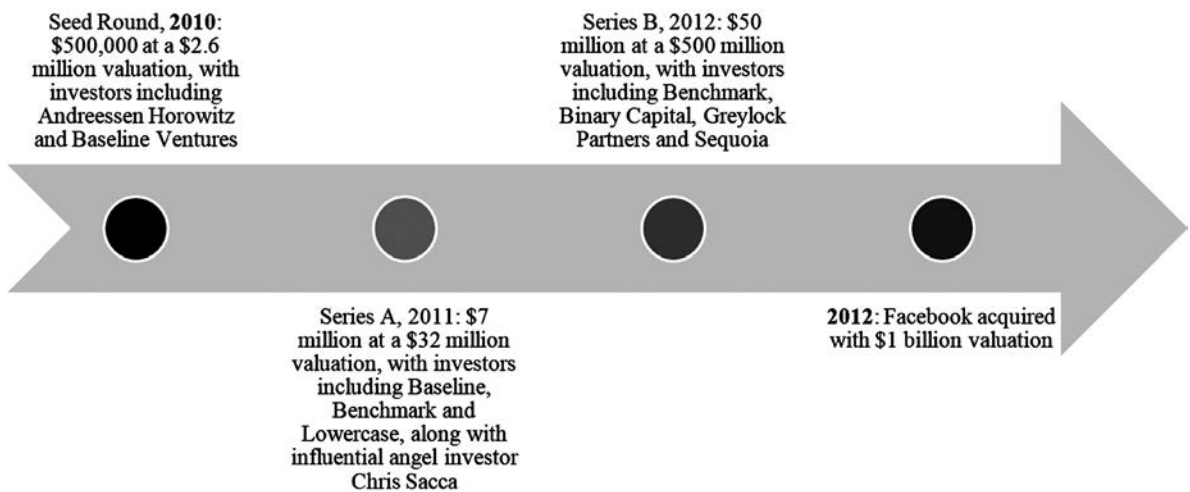 Seed Round, 2010:
$500,000 at a $2.6
million valuation, with
investors including
Andreessen Horowitz
and Baseline Ventures
Series A, 2011: $7
million at a $32 million
valuation, with investors
including Baseline,
Benchmark and
Lowercase, along with
influential angel investor
Chris Sacca
Series B, 2012: $50
million at a $500 million
valuation, with investors
including Benchmark,
Binary Capital, Greylock
Partners and Sequoia
2012: Facebook acquired
with $1 billion valuation